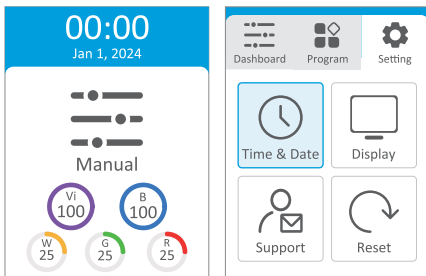 00:00
Jan 1, 2024
Manual
Vi
100
B
100
W
25
G
25
R
25
Dashboard
Program
Setting
Time & Date
Display
Support
Reset